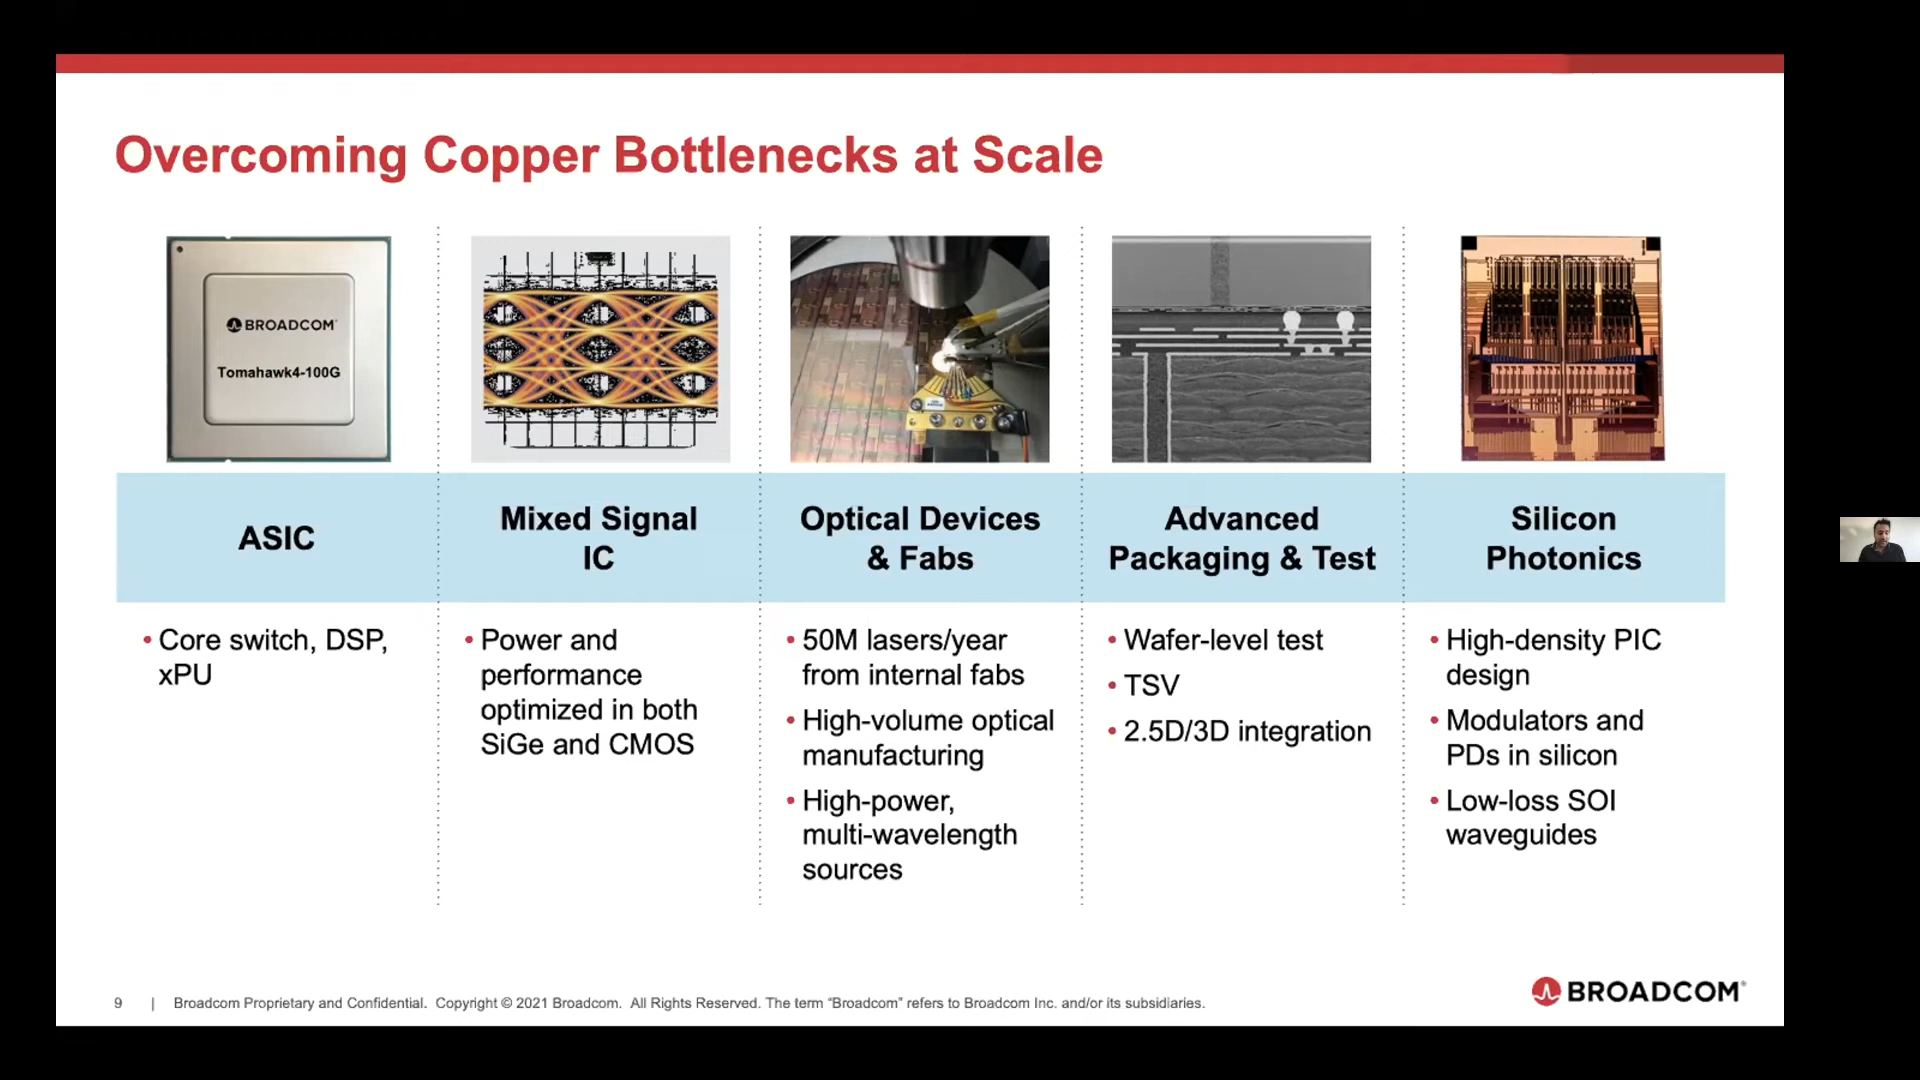 Overcoming Copper Bottlenecks at Scale
BROADCOM
Tomahawk4-100G
ASIC
• Core switch, DSP,
xPU
Mixed Signal
IC
• Power and
performance
optimized in both
SiGe and CMOS
Optical Devices
& Fabs
• 50M lasers/year
from internal fabs
• High-volume optical
manufacturing
• High-power,
multi-wavelength
sources
Advanced
Packaging & Test
• Wafer-level test
• TSV
• 2.5D/3D integration
Silicon
Photonics
• High-density PIC
design
• Modulators and
PDs in silicon
• Low-loss SOI
waveguides
9 | Broadcom Proprietary and Confidential. Copyright © 2021 Broadcom. All Rights Reserved. The term “Broadcom” refers to Broadcom Inc. and/or its subsidiaries.
BROADCOM